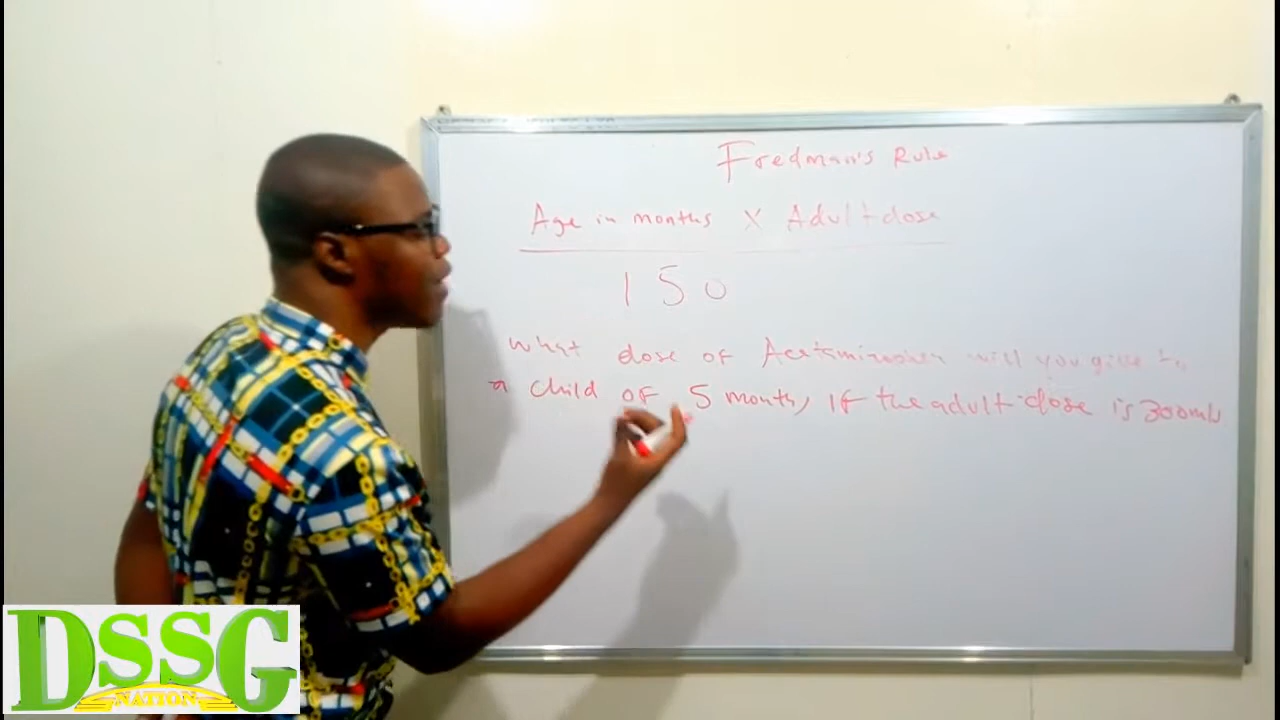 Fredman's Rule
Age in months X Adult dose
150
What dose of Acetaminophen will you give to
a child of 5 months, if the adult dose is 300mls
DSSG
NATION